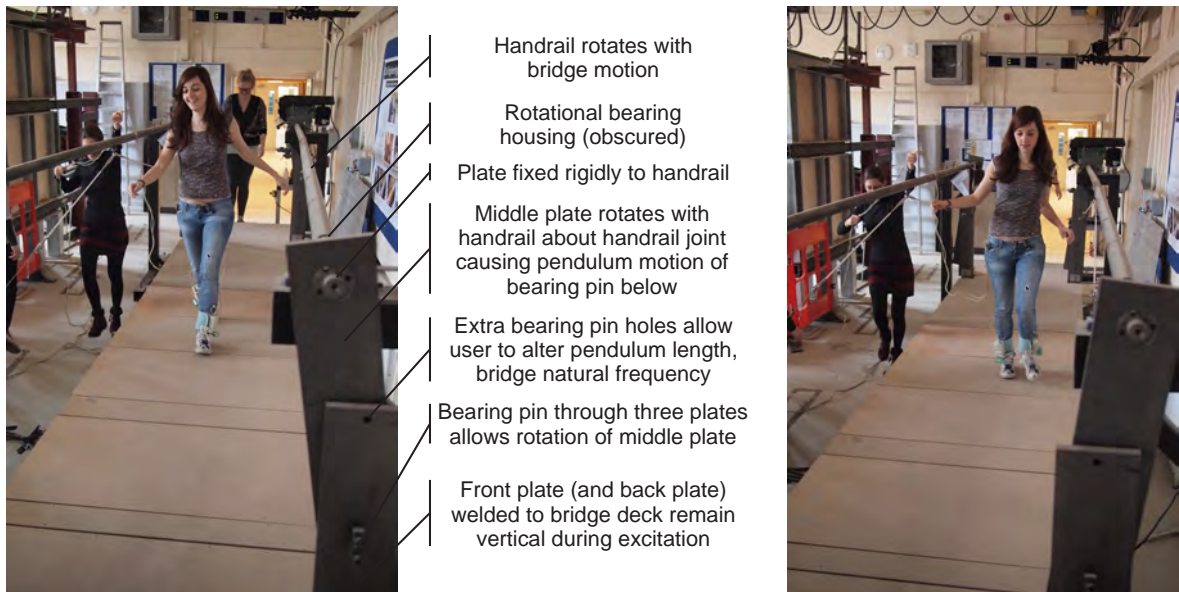 Handrail rotates with
bridge motion
Rotational bearing
housing (obscured)
Plate fixed rigidly to handrail
Middle plate rotates with
handrail about handrail joint
causing pendulum motion of
bearing pin below
Extra bearing pin holes allow
user to alter pendulum length,
bridge natural frequency
Bearing pin through three plates
allows rotation of middle plate
Front plate (and back plate)
welded to bridge deck remain
vertical during excitation